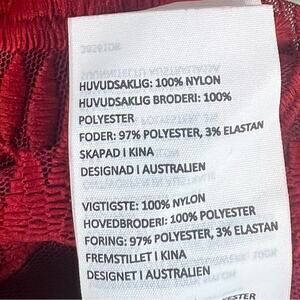 HUVUDSAKLIG: 100% NYLON
HUVUDSAKLIG BRODERI: 100%
POLYESTER
FODER: 97% POLYESTER, 3% ELASTAN
SKAPAD I KINA
DESIGNAD I AUSTRALIEN
VIGTIGSTE: 100% NYLON
HOVEDBRODERI: 100% POLYESTER
FORING: 97% POLYESTER, 3% ELASTAN
FREMSTILLET I KINA
DESIGNET I AUSTRALIEN